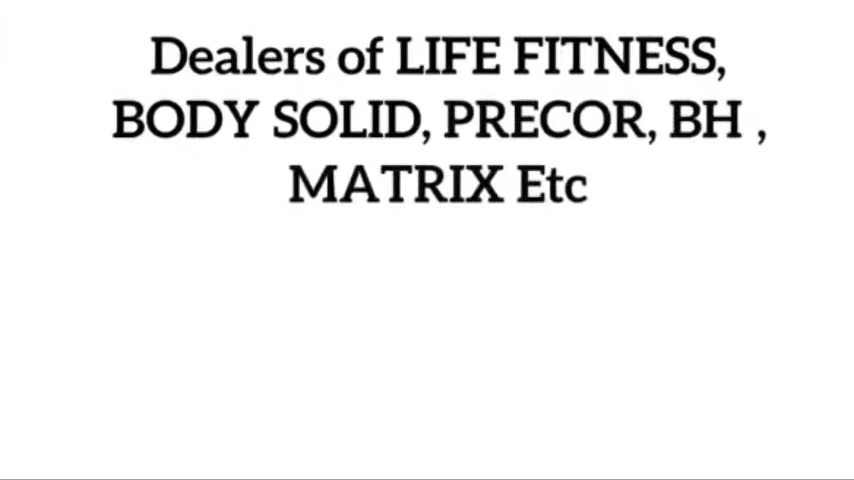 Dealers of LIFE FITNESS,
BODY SOLID, PRECOR, BH ,
MATRIX Etc